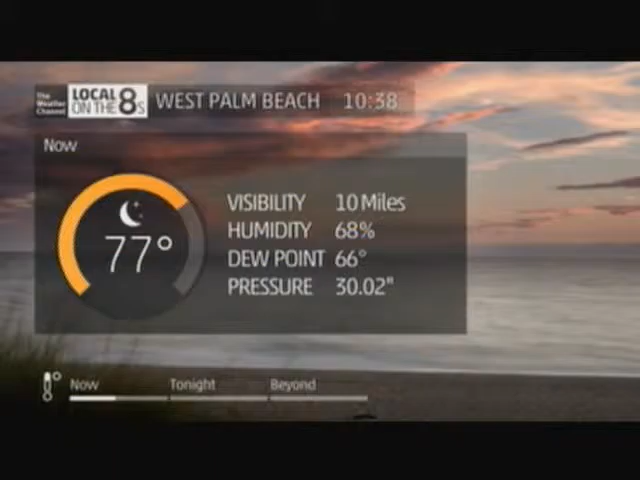 The Weather Channel LOCAL ON THE 8s WEST PALM BEACH 10:38
Now
77°
VISIBILITY 10 Miles
HUMIDITY 68%
DEW POINT 66°
PRESSURE 30.02"
Now Tonight Beyond